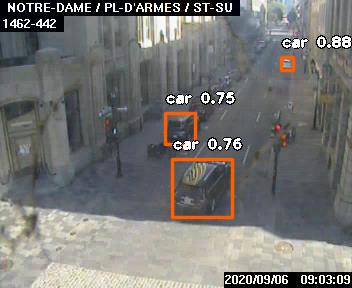 NOTRE-DAME / PL-D'ARMES / ST-SU
1462-442
car 0.88
car 0.75
car 0.76
2020/09/06 09:03:09